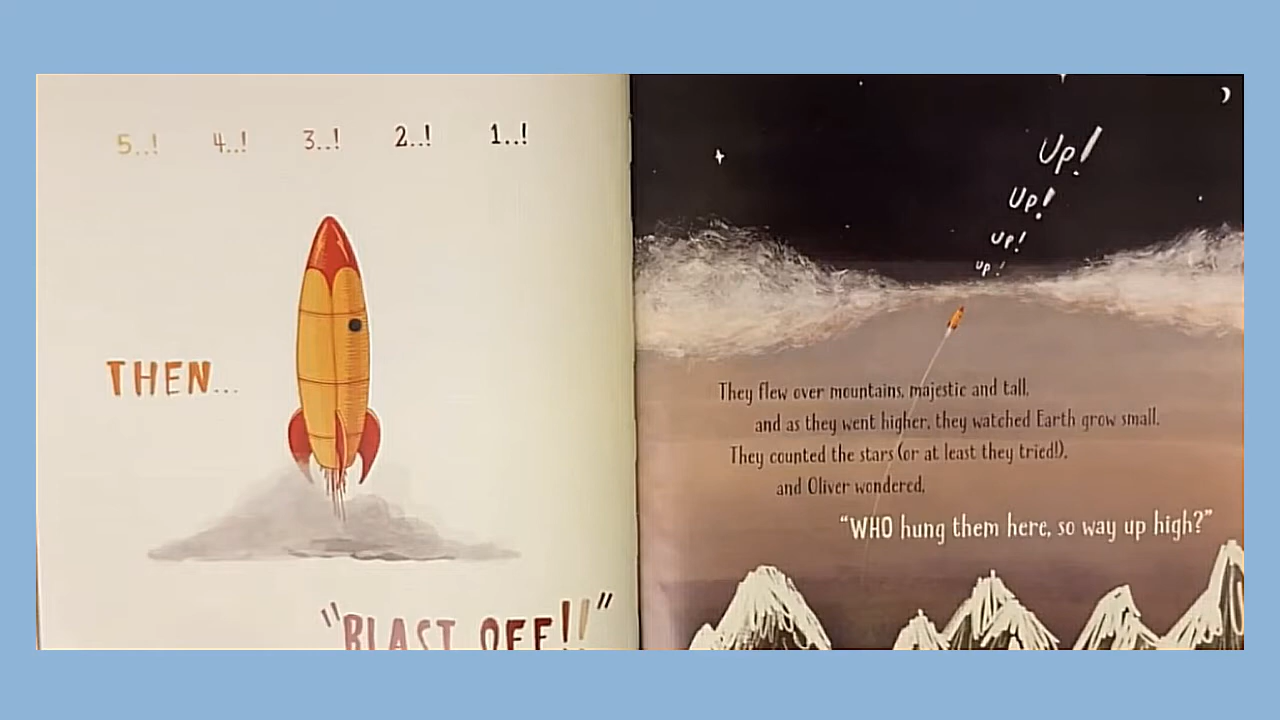 5..! 4..! 3..! 2..! 1..!
THEN...
"BLAST OFF!!"
Up!
Up!
Up!
Up!
They flew over mountains, majestic and tall,
and as they went higher, they watched Earth grow small.
They counted the stars (or at least they tried!),
and Oliver wondered,
"WHO hung them here, so way up high?"